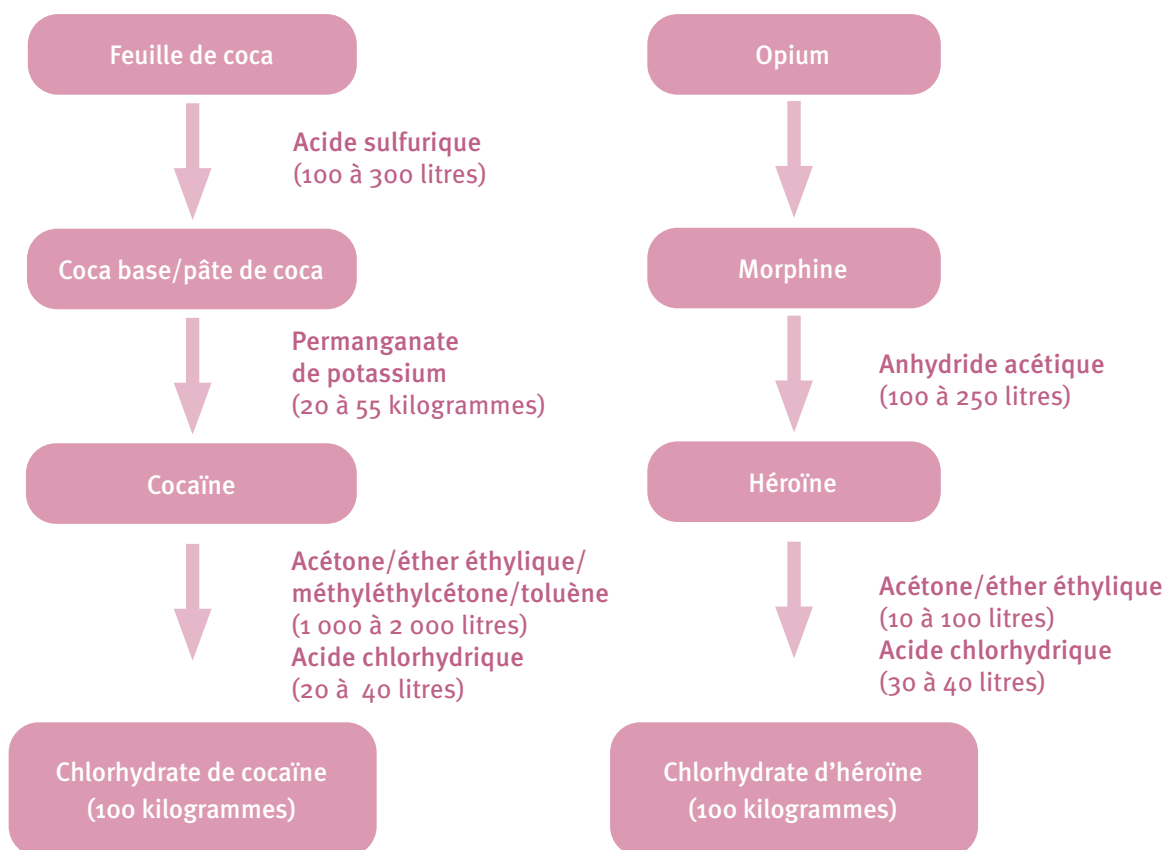 Feuille de coca
Acide sulfurique
(100 à 300 litres)
Coca base/pâte de coca
Permanganate
de potassium
(20 à 55 kilogrammes)
Cocaïne
Acétone/éther éthylique/
méthyléthylcétone/toluène
(1 000 à 2 000 litres)
Acide chlorhydrique
(20 à 40 litres)
Chlorhydrate de cocaïne
(100 kilogrammes)
Opium
Morphine
Anhydride acétique
(100 à 250 litres)
Héroïne
Acétone/éther éthylique
(10 à 100 litres)
Acide chlorhydrique
(30 à 40 litres)
Chlorhydrate d’héroïne
(100 kilogrammes)